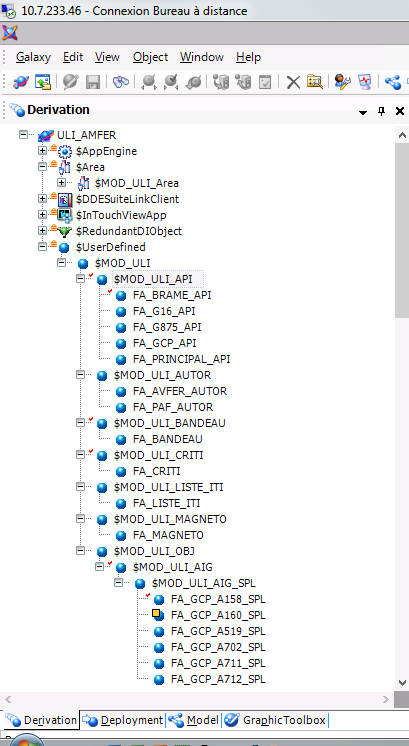 10.7.233.46 - Connexion Bureau à distance
Galaxy Edit View Object Window Help
Derivation
ULI_AMFER
$AppEngine
$Area
$MOD_ULI_Area
$DDESuiteLinkClient
$InTouchViewApp
$RedundantDIObject
$UserDefined
$MOD_ULI
$MOD_ULI_API
FA_BRAME_API
FA_G16_API
FA_G875_API
FA_GCP_API
FA_PRINCIPAL_API
$MOD_ULI_AUTOR
FA_AVFER_AUTOR
FA_PAF_AUTOR
$MOD_ULI_BANDEAU
FA_BANDEAU
$MOD_ULI_CRITI
FA_CRITI
$MOD_ULI_LISTE_ITI
FA_LISTE_ITI
$MOD_ULI_MAGNETO
FA_MAGNETO
$MOD_ULI_OBJ
$MOD_ULI_AIG
$MOD_ULI_AIG_SPL
FA_GCP_A158_SPL
FA_GCP_A160_SPL
FA_GCP_A519_SPL
FA_GCP_A702_SPL
FA_GCP_A711_SPL
FA_GCP_A712_SPL
Derivation Deployment Model GraphicToolbox